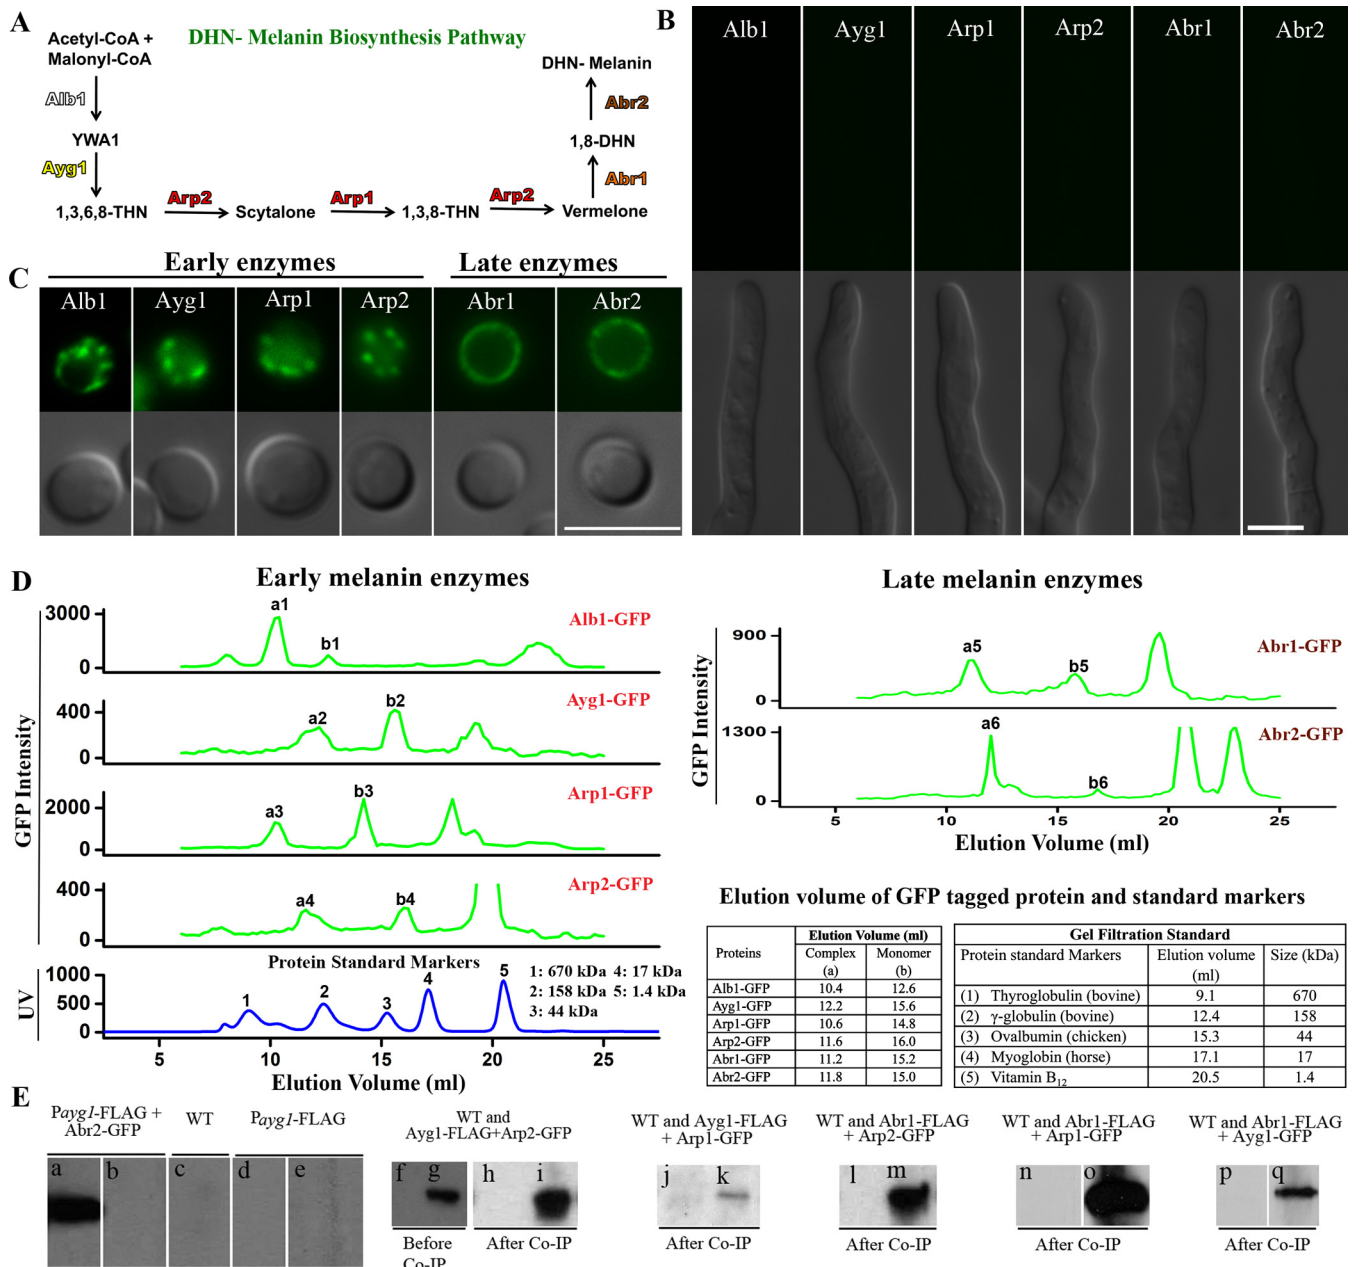 A
DHN- Melanin Biosynthesis Pathway
Acetyl-CoA +
Malonyl-CoA
Alb1
YWA1
Ayg1
1,3,6,8-THN
Arp2
Scytalone
Arp1
1,3,8-THN
Arp2
Vermelone
Abr1
1,8-DHN
Abr2
DHN- Melanin
B
Alb1 Ayg1 Arp1 Arp2 Abr1 Abr2
C
Early enzymes Late enzymes
Alb1 Ayg1 Arp1 Arp2 Abr1 Abr2
D
Early melanin enzymes
GFP Intensity
3000
0
a1
b1
Alb1-GFP
400
0
a2
b2
Ayg1-GFP
2000
0
a3
b3
Arp1-GFP
400
0
a4
b4
Arp2-GFP
UV
1000
500
0
Protein Standard Markers
1 2 3 4 5
1: 670 kDa 4: 17 kDa
2: 158 kDa 5: 1.4 kDa
3: 44 kDa
5 10 15 20 25
Elution Volume (ml)
Late melanin enzymes
GFP Intensity
900
0
a5
b5
Abr1-GFP
1300
0
a6
b6
Abr2-GFP
5 10 15 20 25
Elution Volume (ml)
Elution volume of GFP tagged protein and standard markers
Proteins
Elution Volume (ml)
Complex (a) Monomer (b)
Alb1-GFP 10.4 12.6
Ayg1-GFP 12.2 15.6
Arp1-GFP 10.6 14.8
Arp2-GFP 11.6 16.0
Abr1-GFP 11.2 15.2
Abr2-GFP 11.8 15.0
Gel Filtration Standard
Protein standard Markers Elution volume (ml) Size (kDa)
(1) Thyroglobulin (bovine) 9.1 670
(2) γ-globulin (bovine) 12.4 158
(3) Ovalbumin (chicken) 15.3 44
(4) Myoglobin (horse) 17.1 17
(5) Vitamin B12 20.5 1.4
E
Payg1-FLAG +
Abr2-GFP
a b
WT
c
Payg1-FLAG
d e
WT and
Ayg1-FLAG+Arp2-GFP
f g h i
Before
Co-IP
After Co-IP
WT and Ayg1-FLAG
+ Arp1-GFP
j k
After Co-IP
WT and Abr1-FLAG
+ Arp2-GFP
l m
After Co-IP
WT and Abr1-FLAG
+ Arp1-GFP
n o
After Co-IP
WT and Abr1-FLAG
+ Ayg1-GFP
p q
After Co-IP